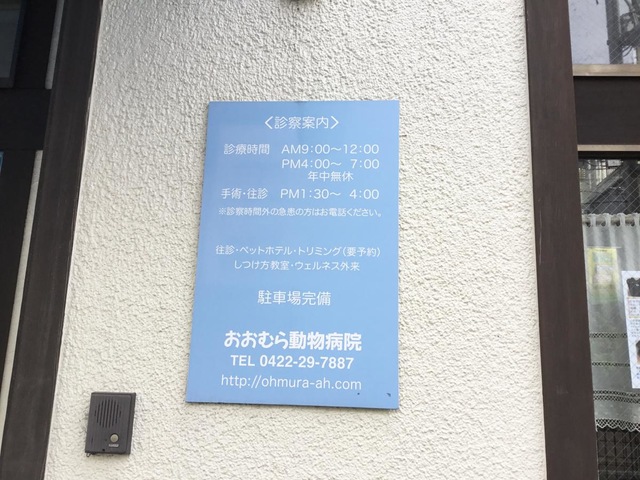 〈診察案内〉
診療時間 AM9:00〜12:00
PM4:00〜 7:00
年中無休
手術・往診 PM1:30〜 4:00
※診察時間外の急患の方はお電話ください。
往診・ペットホテル・トリミング(要予約)
しつけ方教室・ウェルネス外来
駐車場完備
おおむら動物病院
TEL 0422-29-7887
http://ohmura-ah.com